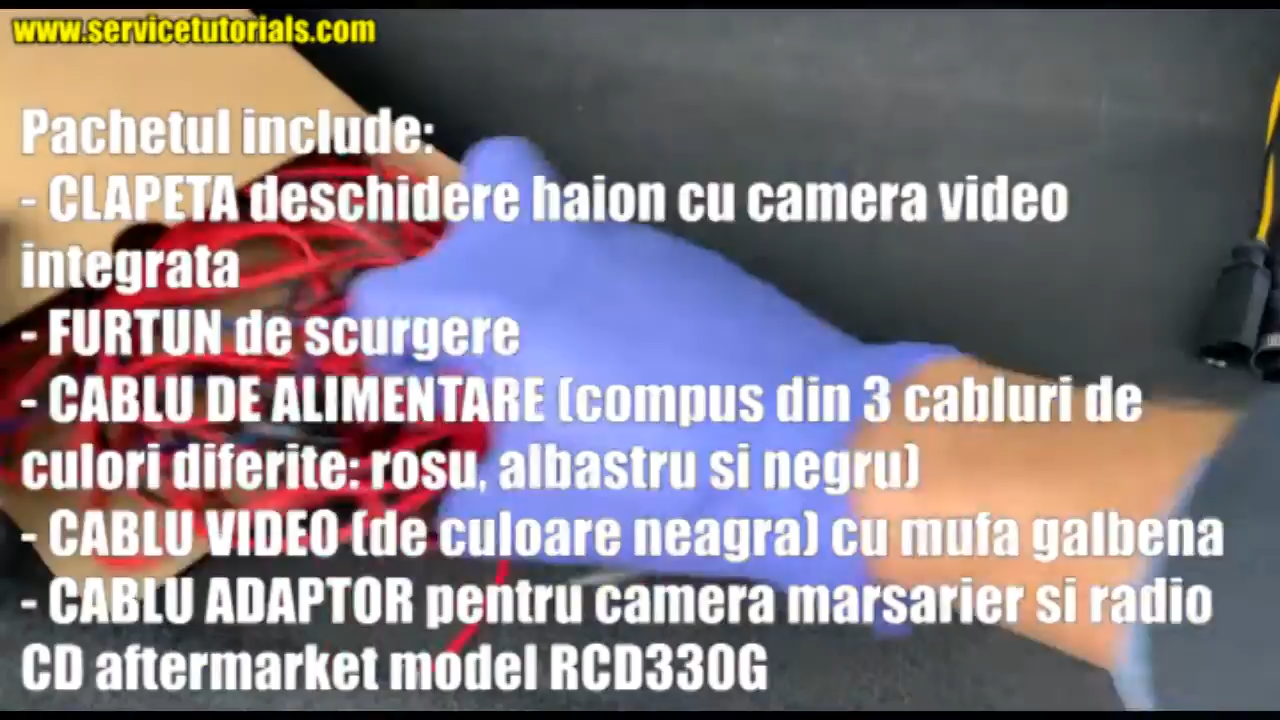 www.servicetutorials.com
Pachetul include:
- CLAPETA deschidere haion cu camera video
integrata
- FURTUN de scurgere
- CABLU DE ALIMENTARE (compus din 3 cabluri de
culori diferite: rosu, albastru si negru)
- CABLU VIDEO (de culoare neagra) cu mufa galbena
- CABLU ADAPTOR pentru camera marsarier si radio
CD aftermarket model RCD330G